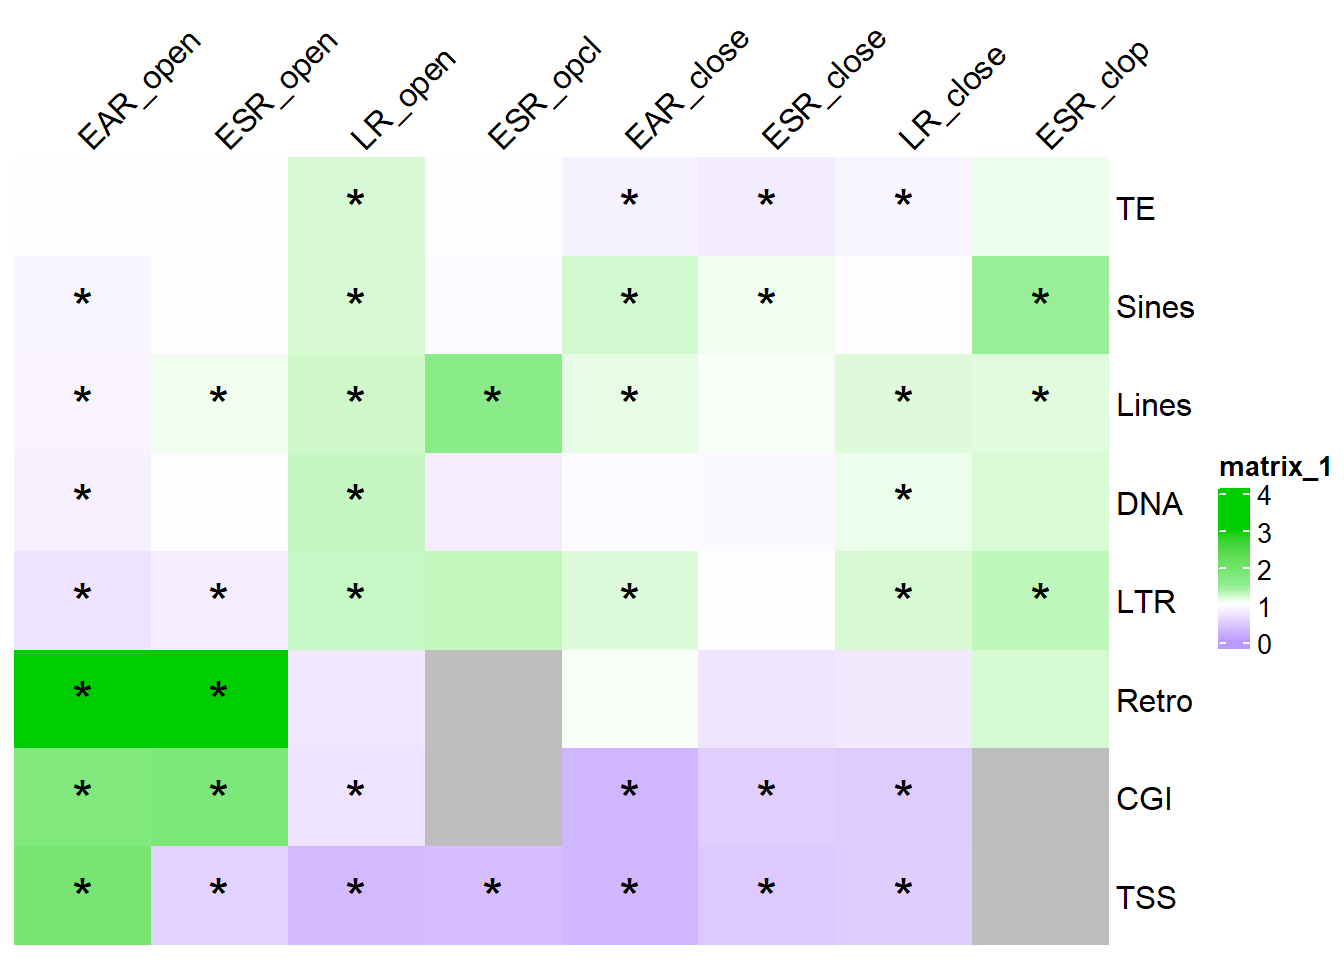 EAR_open ESR_open LR_open ESR_opcl EAR_close ESR_close LR_close ESR_clop
* * * * TE
* * * * * Sines
* * * * * * * Lines
* * * DNA
* * * * * * LTR
* * Retro
* * * * * * CGI
* * * * * * * TSS
matrix_1
4
3
2
1
0